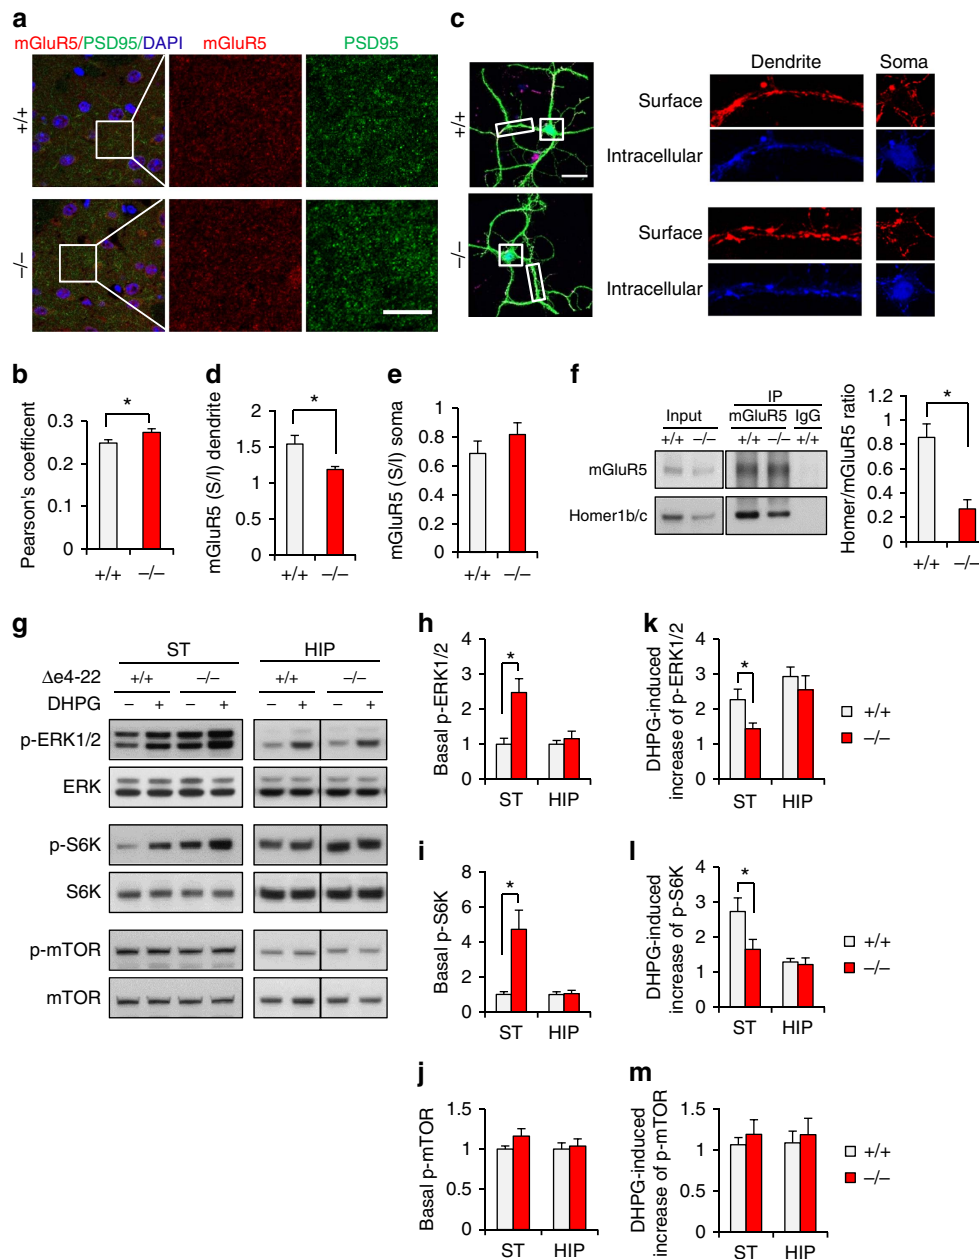 a
mGluR5/PSD95/DAPI
mGluR5
PSD95
+/+
−/−
c
Dendrite
Soma
+/+
Surface
Intracellular
−/−
Surface
Intracellular
b
Pearson's coefficent
0.3
0.2
0.1
0
*
+/+
−/−
d
mGluR5 (S/I) dendrite
2
1.5
1
0.5
0
*
+/+
−/−
e
mGluR5 (S/I) soma
1
0.8
0.6
0.4
0.2
0
+/+
−/−
f
IP
Input
mGluR5
IgG
+/+ −/− +/+ −/− +/+
mGluR5
Homer1b/c
Homer/mGluR5 ratio
1.2
1
0.8
0.6
0.4
0.2
0
*
+/+
−/−
g
ST
HIP
Δe4-22
+/+ −/− +/+ −/−
DHPG
− + − + − + − +
p-ERK1/2
ERK
p-S6K
S6K
p-mTOR
mTOR
h
Basal p-ERK1/2
4
3
2
1
0
*
ST
HIP
k
DHPG-induced
increase of p-ERK1/2
4
3
2
1
0
*
ST
HIP
+/+
−/−
i
Basal p-S6K
8
6
4
2
0
*
ST
HIP
l
DHPG-induced
increase of p-S6K
4
3
2
1
0
*
ST
HIP
+/+
−/−
j
Basal p-mTOR
1.5
1
0.5
0
ST
HIP
m
DHPG-induced
increase of p-mTOR
1.5
1
0.5
0
ST
HIP
+/+
−/−